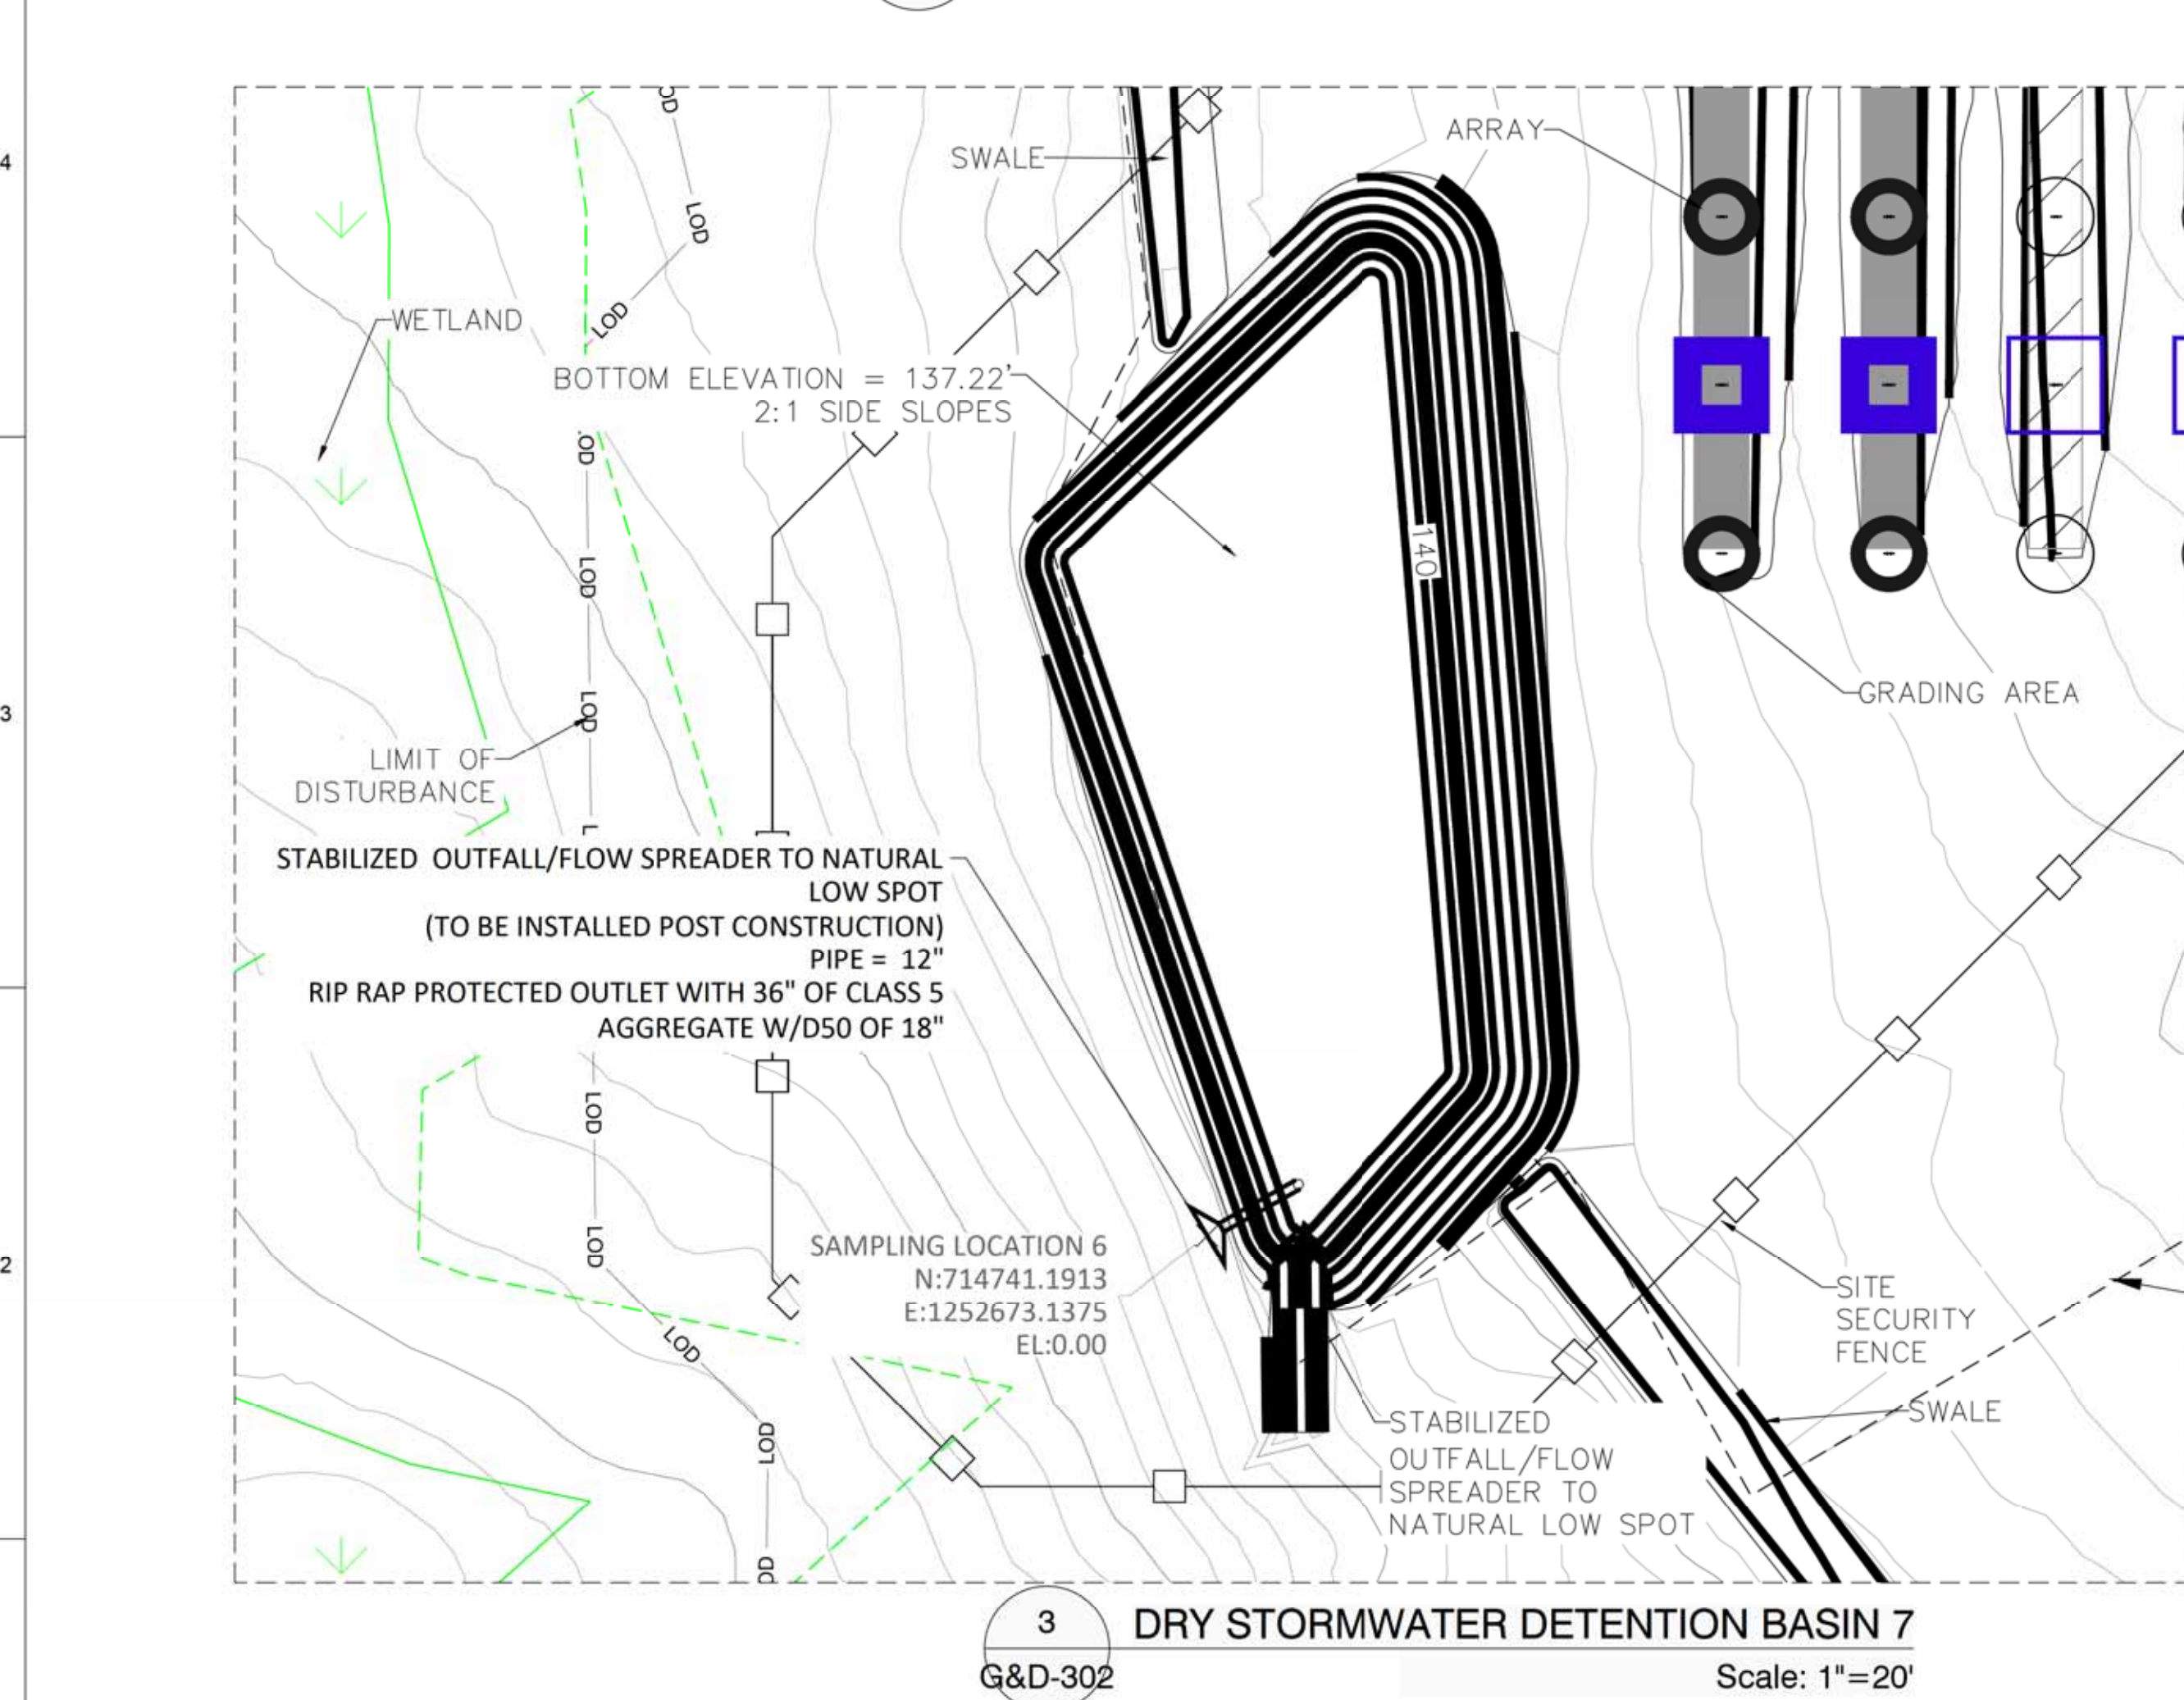 4
3
2
OD
LOD
LOD
SWALE
ARRAY
WETLAND
BOTTOM ELEVATION = 137.22'
2:1 SIDE SLOPES
OD
LOD
LOD
140
GRADING AREA
LIMIT OF
DISTURBANCE
L
STABILIZED OUTFALL/FLOW SPREADER TO NATURAL
LOW SPOT
(TO BE INSTALLED POST CONSTRUCTION)
PIPE = 12"
RIP RAP PROTECTED OUTLET WITH 36" OF CLASS 5
AGGREGATE W/D50 OF 18"
LOD
LOD
LOD
LOD
OD
SAMPLING LOCATION 6
N:714741.1913
E:1252673.1375
EL:0.00
SITE
SECURITY
FENCE
SWALE
STABILIZED
OUTFALL/FLOW
SPREADER TO
NATURAL LOW SPOT
3
G&D-302
DRY STORMWATER DETENTION BASIN 7
Scale: 1"=20'